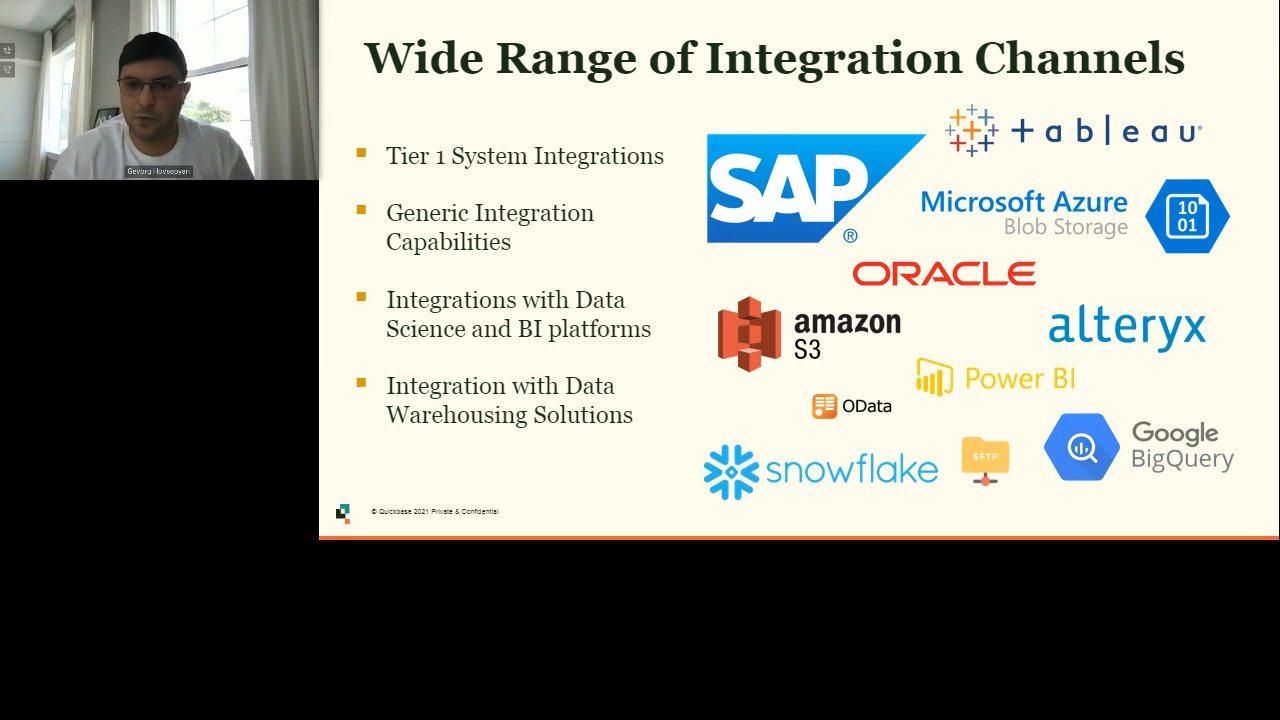 Wide Range of Integration Channels
Gevorg Hovsepyan
Tier 1 System Integrations
Generic Integration
Capabilities
Integrations with Data
Science and BI platforms
Integration with Data
Warehousing Solutions
+ a b | e a u®
SAP®
Microsoft Azure
Blob Storage
10
01
ORACLE
amazon
S3
alteryx
Power BI
OData
Google
BigQuery
SFTP
snowflake
© Quickbase 2021 Private & Confidential